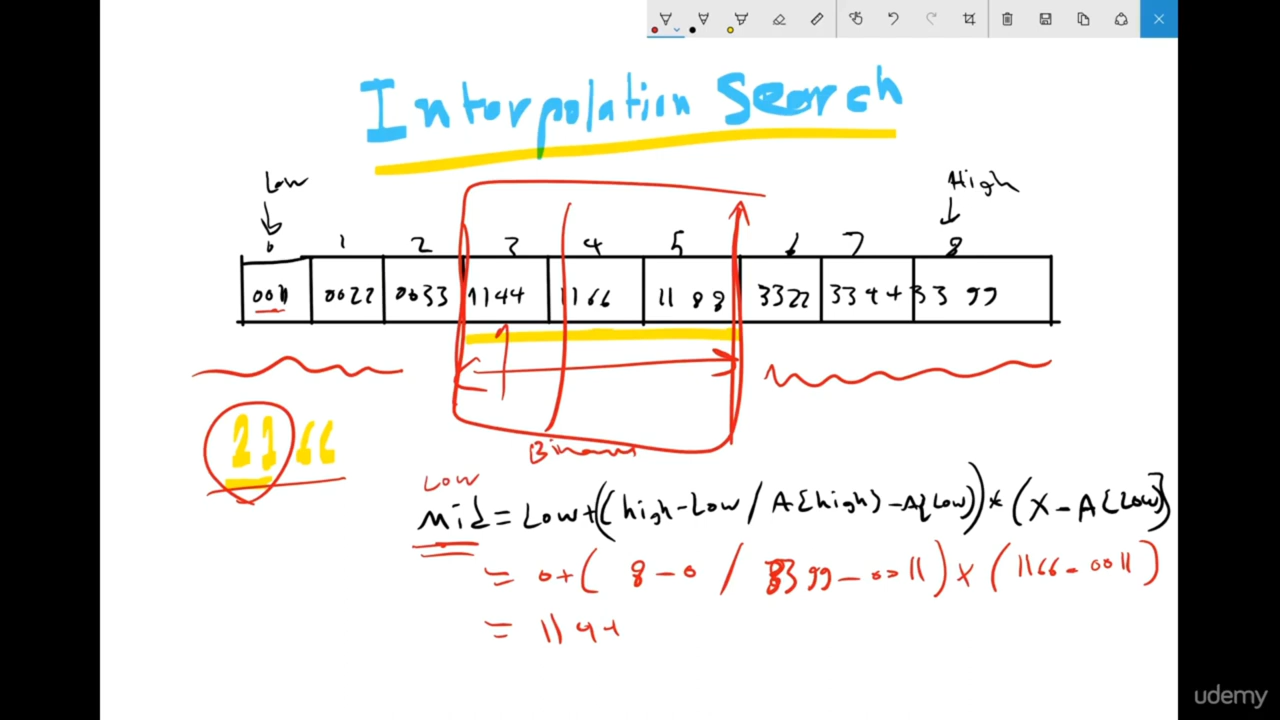 Interpolation Search
Low
High
0 1 2 3 4 5 6 7 8
0011 0022 0033 1144 1166 1188 3322 3344 3399
1166
Binary
Low
Mid = Low + ((high - Low / A[high] - A[Low]) * (X - A[Low])
= 0 + ( 8 - 0 / 3399 - 0011 ) x ( 1166 - 0011 )
= 1144
udemy